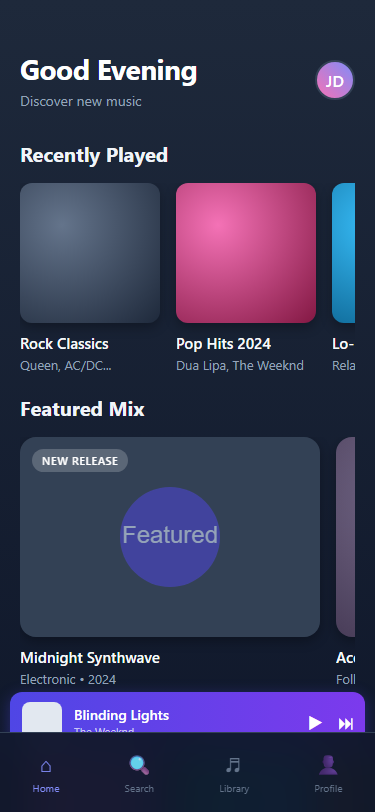 Good Evening
JD
Discover new music
Recently Played
Rock Classics
Queen, AC/DC...
Pop Hits 2024
Dua Lipa, The Weeknd
Lo-
Rela
Featured Mix
NEW RELEASE
Featured
Midnight Synthwave
Electronic • 2024
Aco
Foll
Blinding Lights
The Weeknd
Home
Search
Library
Profile